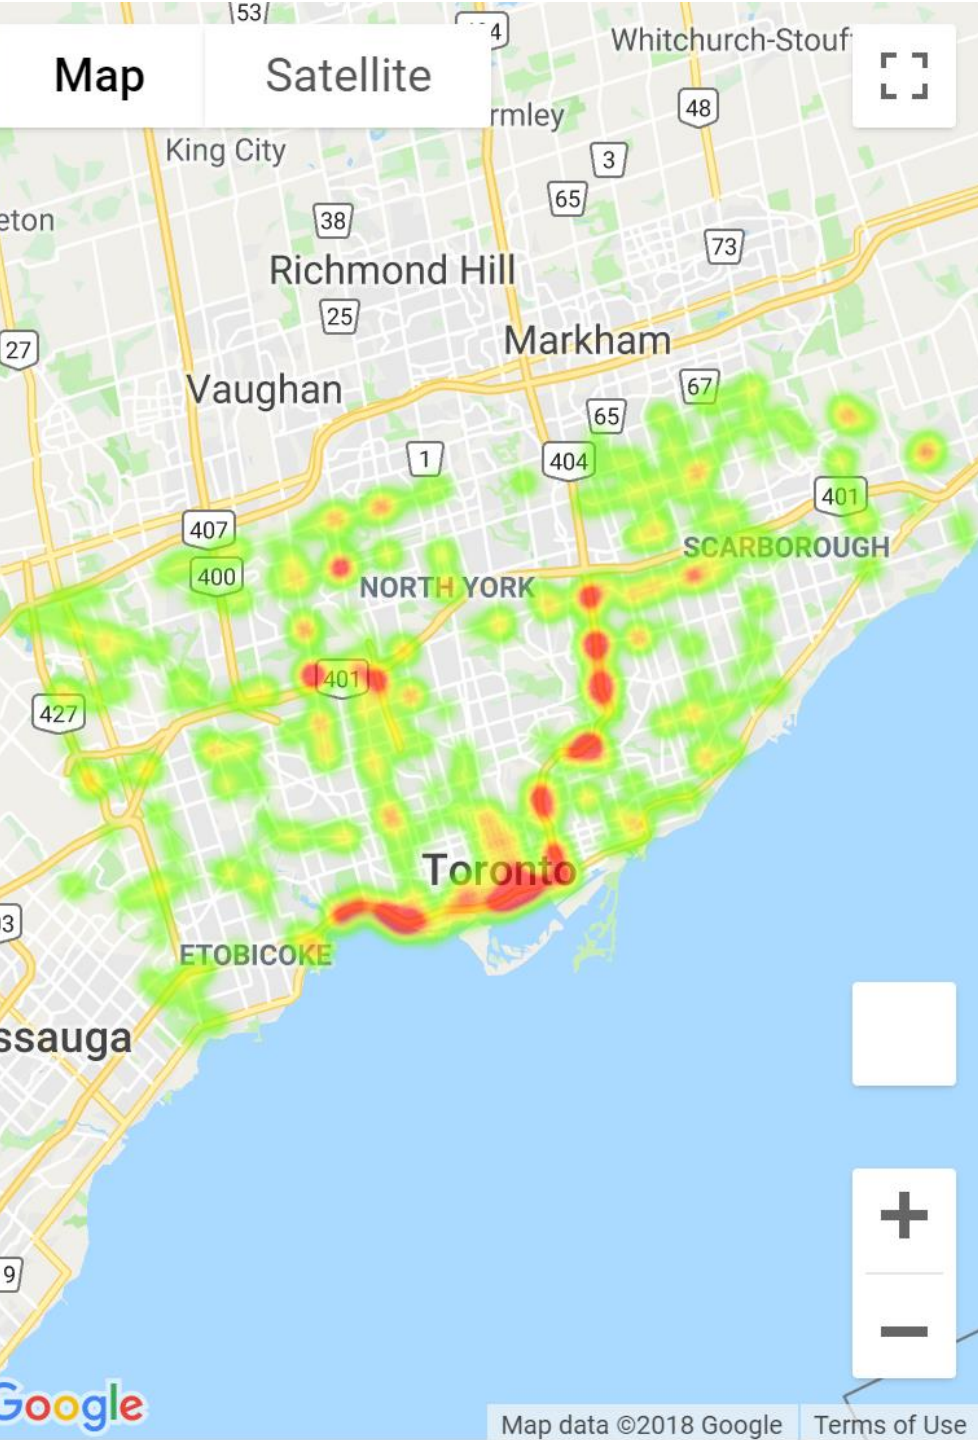 53
Map
Satellite
Whitchurch-Stouf
48
rmley
King City
3
65
eton
38
73
Richmond Hill
25
Markham
27
Vaughan
67
65
1
404
401
407
400
SCARBOROUGH
NORTH YORK
401
427
Toronto
ETOBICOKE
ssauga
9
Google
Map data ©2018 Google
Terms of Use